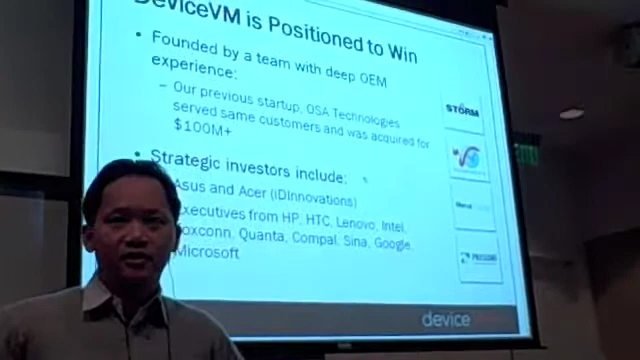 DeviceVM is Positioned to Win
• Founded by a team with deep OEM
experience:
– Our previous startup, OSA Technologies
served same customers and was acquired for
$100M+
• Strategic investors include:
Asus and Acer (iDInnovations)
Executives from HP, HTC, Lenovo, Intel,
Foxconn, Quanta, Compal, Sina, Google,
Microsoft
STORM
device